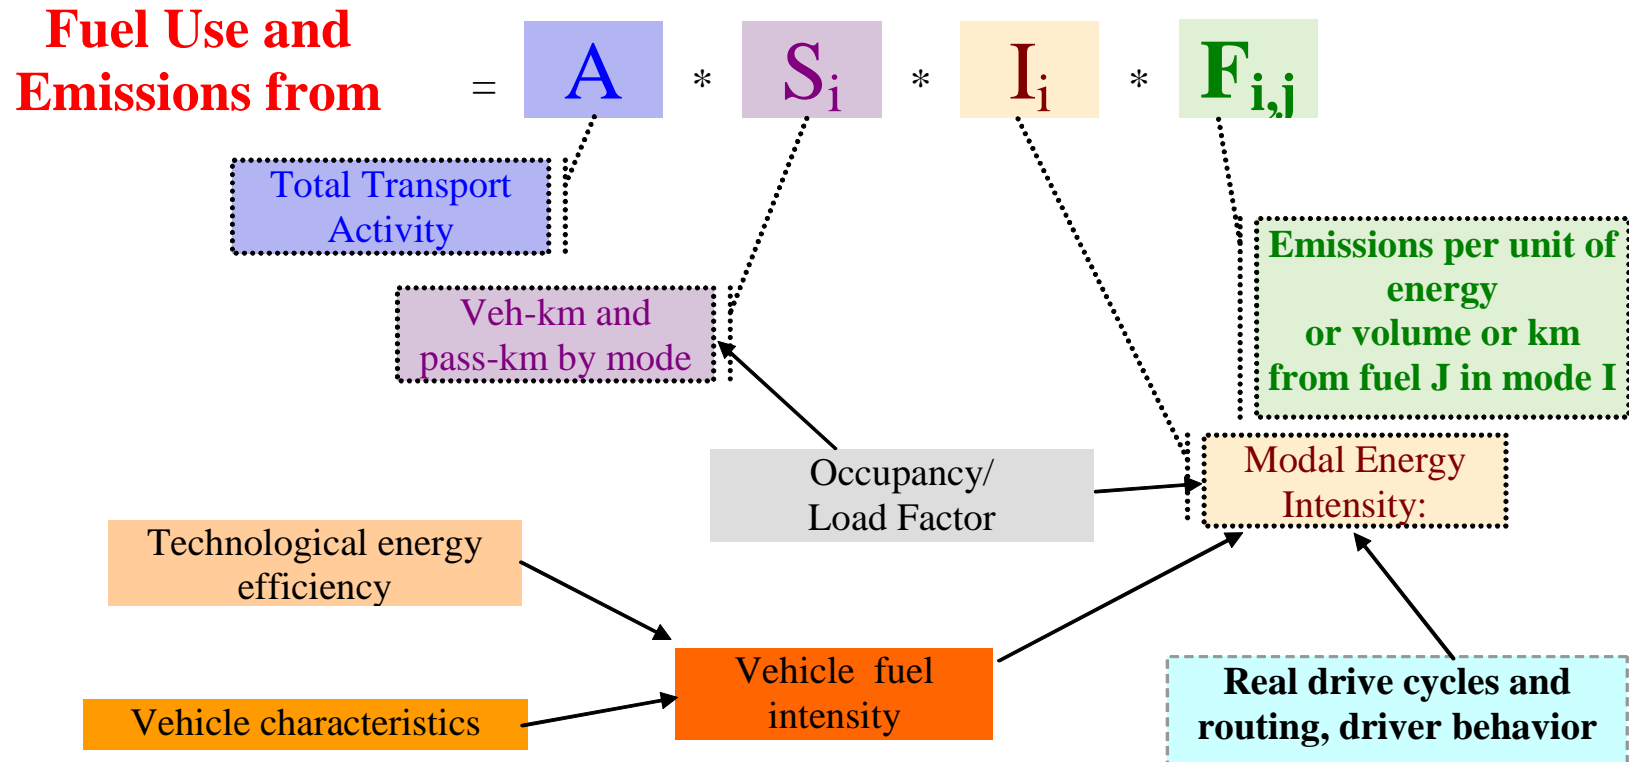 Fuel Use and
Emissions from
= A * Si * Ii * Fi,j
Total Transport
Activity
Veh-km and
pass-km by mode
Emissions per unit of
energy
or volume or km
from fuel J in mode I
Occupancy/
Load Factor
Modal Energy
Intensity:
Technological energy
efficiency
Vehicle fuel
intensity
Vehicle characteristics
Real drive cycles and
routing, driver behavior